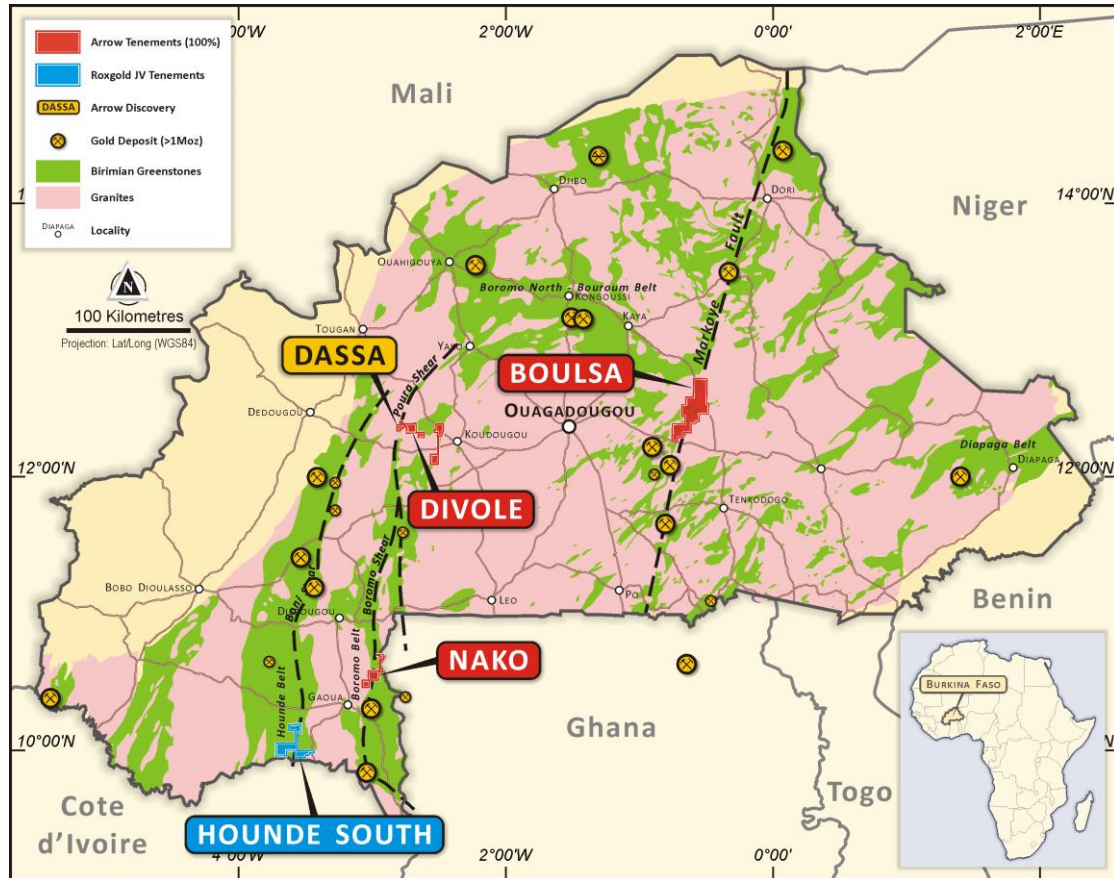 4°00'W
2°00'W
0°00'
2°00'E
Arrow Tenements (100%)
Roxgold JV Tenements
DASSA
Arrow Discovery
Gold Deposit (>1Moz)
Birimian Greenstones
Granites
DIAPAGA
Locality
N
100 Kilometres
Projection: Lat/Long (WGS84)
Mali
Niger
Benin
Togo
Ghana
Cote
d'Ivoire
14°00'N
12°00'N
12°00'N
10°00'N
DJIBO
DORI
OUAHIGOUYA
Boromo North - Bouroum Belt
KONGOUSSI
KAYA
Markoye Fault
TOUGAN
YAKO
Poura Shear
DASSA
BOULSA
OUAGADOUGOU
DEDOUGOU
KOUDOUGOU
DIVOLE
Diapaga Belt
DIAPAGA
TENKODOGO
BOBO DIOULASSO
Boromo Shear
LEO
PO
NAKO
Boromo Belt
Hounde Belt
GAOUA
HOUNDE SOUTH
4°00'W
2°00'W
0°00'
BURKINA FASO